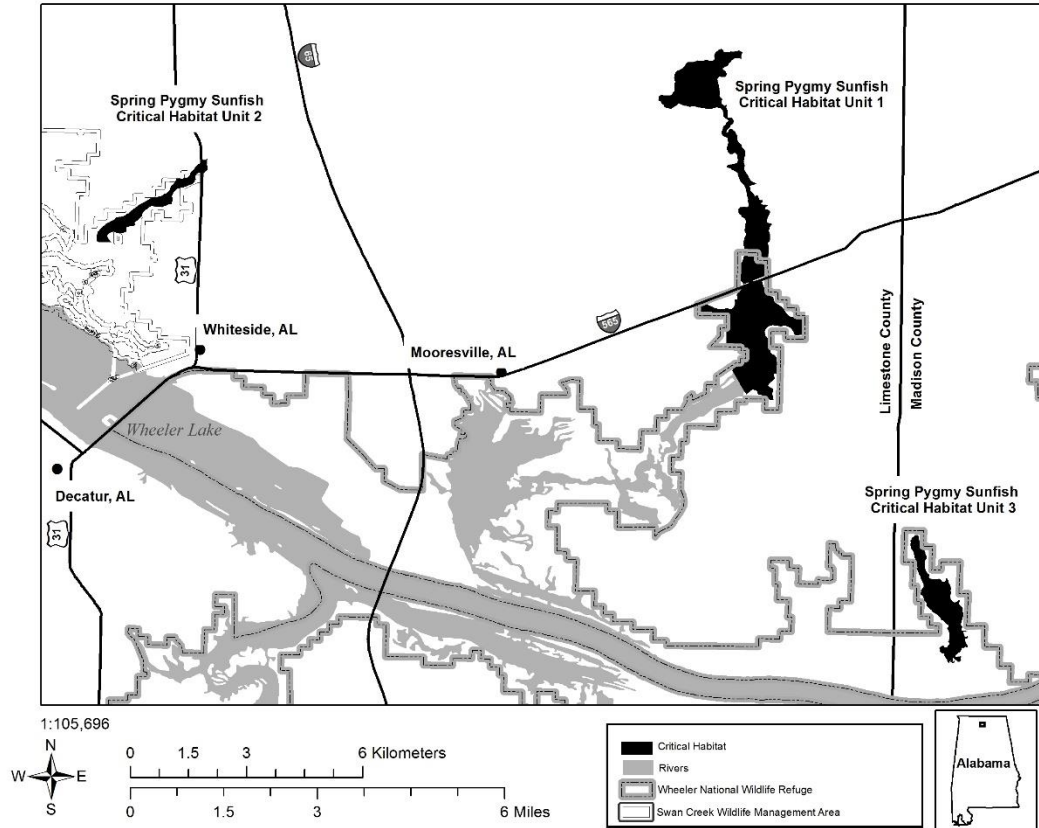 65
Spring Pygmy Sunfish
Critical Habitat Unit 2
Spring Pygmy Sunfish
Critical Habitat Unit 1
31
Whiteside, AL
Mooresville, AL
565
Limestone County
Madison County
Wheeler Lake
Decatur, AL
31
Spring Pygmy Sunfish
Critical Habitat Unit 3
1:105,696
N
W E
S
0 1.5 3 6 Kilometers
0 1.5 3 6 Miles
Critical Habitat
Rivers
Wheeler National Wildlife Refuge
Swan Creek Wildlife Management Area
Alabama